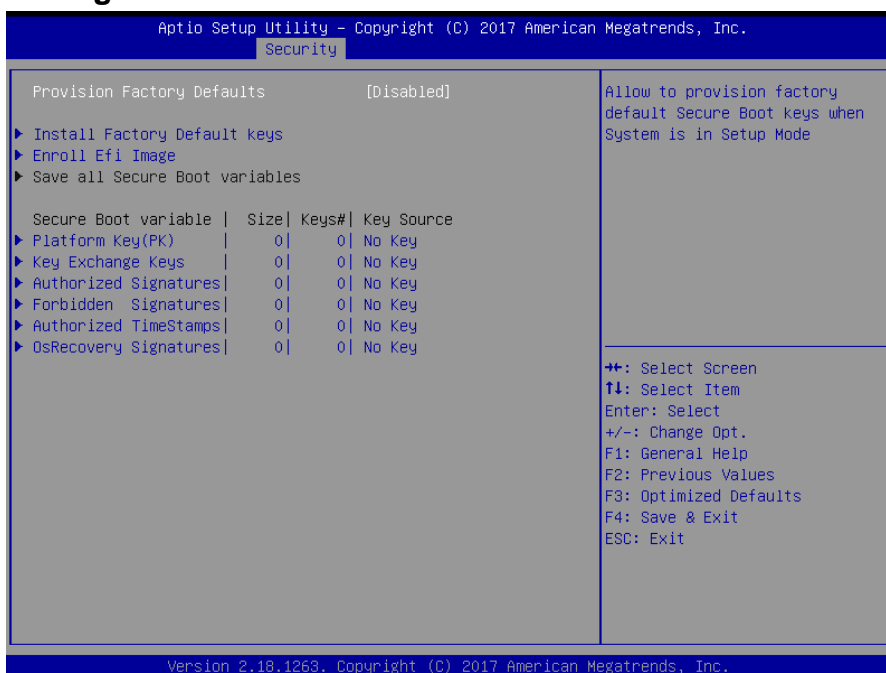 Aptio Setup Utility – Copyright (C) 2017 American Megatrends, Inc.
Security
Provision Factory Defaults [Disabled]
Install Factory Default keys
Enroll Efi Image
Save all Secure Boot variables
Secure Boot variable | Size| Keys#| Key Source
Platform Key(PK) | 0| 0| No Key
Key Exchange Keys | 0| 0| No Key
Authorized Signatures| 0| 0| No Key
Forbidden Signatures| 0| 0| No Key
Authorized TimeStamps| 0| 0| No Key
OsRecovery Signatures| 0| 0| No Key
Allow to provision factory
default Secure Boot keys when
System is in Setup Mode
→←: Select Screen
↑↓: Select Item
Enter: Select
+/-: Change Opt.
F1: General Help
F2: Previous Values
F3: Optimized Defaults
F4: Save & Exit
ESC: Exit
Version 2.18.1263. Copyright (C) 2017 American Megatrends, Inc.